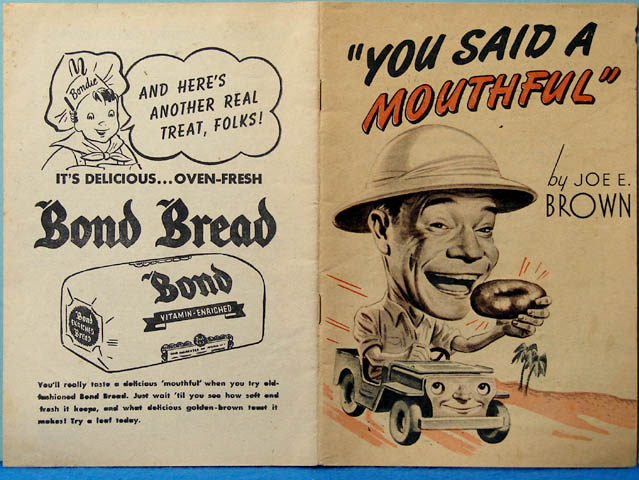 Bondie
AND HERE'S
ANOTHER REAL
TREAT, FOLKS!
IT'S DELICIOUS...OVEN-FRESH
Bond Bread
Bond
VITAMIN-ENRICHED
Bond
ENRICHED
Bread
You'll really taste a delicious 'mouthful' when you try old-
fashioned Bond Bread. Just wait 'til you see how soft and
fresh it keeps, and what delicious golden-brown toast it
makes! Try a loaf today.
"YOU SAID A
MOUTHFUL"
by JOE E.
BROWN